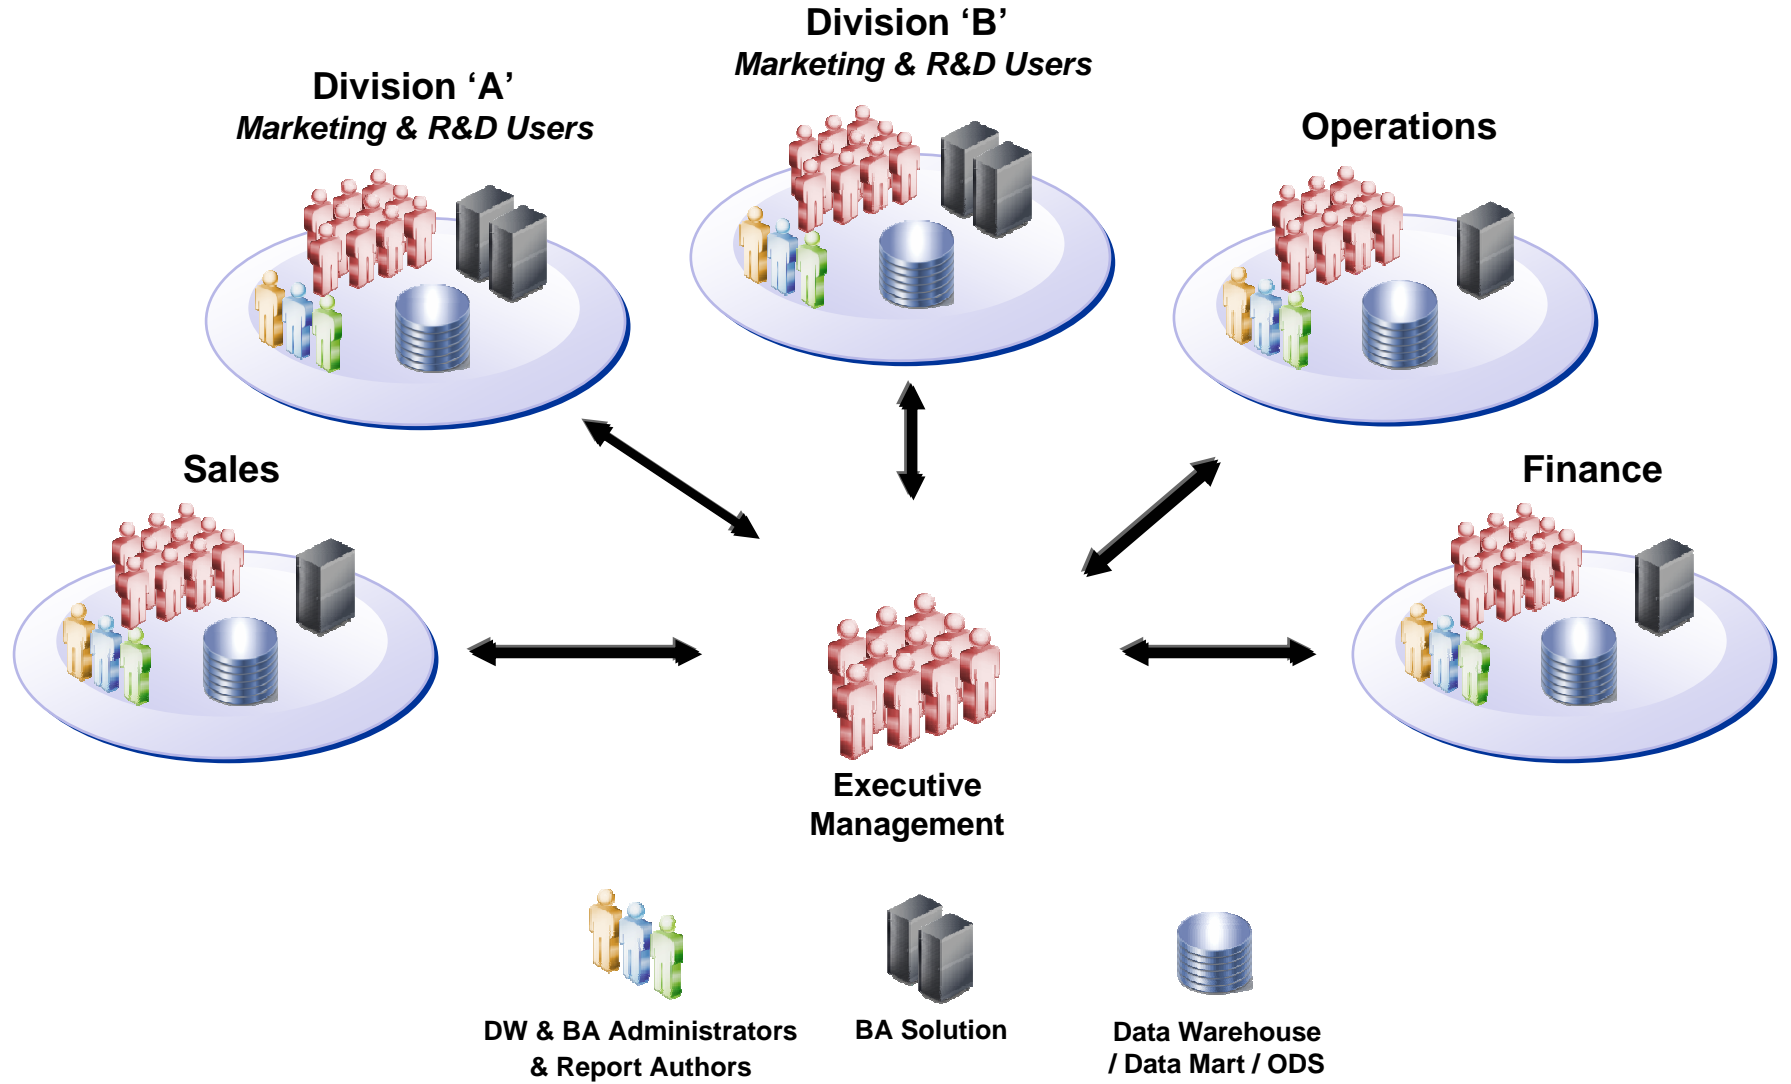 Division ‘B’
Marketing & R&D Users
Division ‘A’
Marketing & R&D Users
Operations
Sales
Finance
Executive
Management
DW & BA Administrators
& Report Authors
BA Solution
Data Warehouse
/ Data Mart / ODS